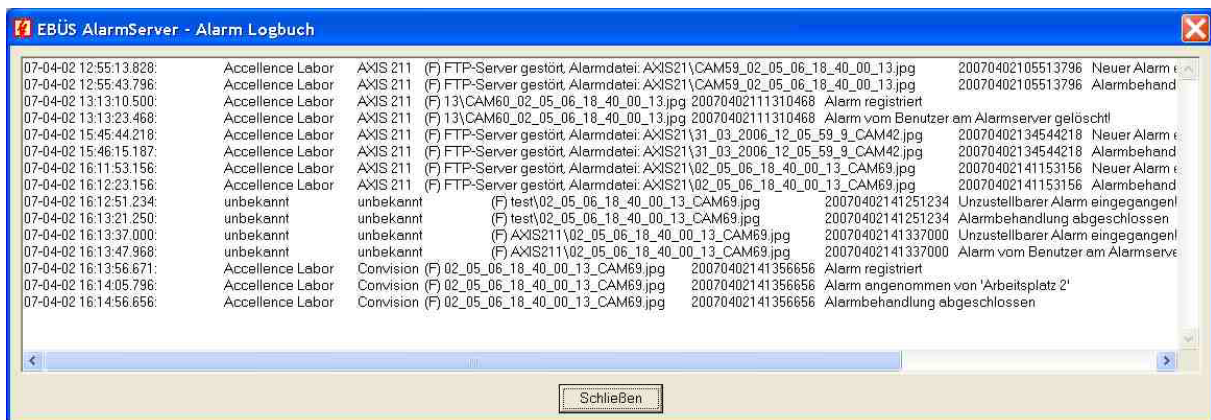 EBÜS AlarmServer - Alarm Logbuch
07-04-02 12:55:13.828: Accellence Labor AXIS 211 (F) FTP-Server gestört, Alarmdatei: AXIS21\CAM59_02_05_06_18_40_00_13.jpg 20070402105513796 Neuer Alarm e
07-04-02 12:55:43.796: Accellence Labor AXIS 211 (F) FTP-Server gestört, Alarmdatei: AXIS21\CAM59_02_05_06_18_40_00_13.jpg 20070402105513796 Alarmbehand
07-04-02 13:13:10.500: Accellence Labor AXIS 211 (F) 13\CAM60_02_05_06_18_40_00_13.jpg 20070402111310468 Alarm registriert
07-04-02 13:13:23.468: Accellence Labor AXIS 211 (F) 13\CAM60_02_05_06_18_40_00_13.jpg 20070402111310468 Alarm vom Benutzer am Alarmserver gelöscht!
07-04-02 15:45:44.218: Accellence Labor AXIS 211 (F) FTP-Server gestört, Alarmdatei: AXIS21\31_03_2006_12_05_59_9_CAM42.jpg 20070402134544218 Neuer Alarm e
07-04-02 15:46:15.187: Accellence Labor AXIS 211 (F) FTP-Server gestört, Alarmdatei: AXIS21\31_03_2006_12_05_59_9_CAM42.jpg 20070402134544218 Alarmbehand
07-04-02 16:11:53.156: Accellence Labor AXIS 211 (F) FTP-Server gestört, Alarmdatei: AXIS21\02_05_06_18_40_00_13_CAM69.jpg 20070402141153156 Neuer Alarm e
07-04-02 16:12:23.156: Accellence Labor AXIS 211 (F) FTP-Server gestört, Alarmdatei: AXIS21\02_05_06_18_40_00_13_CAM69.jpg 20070402141153156 Alarmbehand
07-04-02 16:12:51.234: unbekannt unbekannt (F) test\02_05_06_18_40_00_13_CAM69.jpg 20070402141251234 Unzustellbarer Alarm eingegangen!
07-04-02 16:13:21.250: unbekannt unbekannt (F) test\02_05_06_18_40_00_13_CAM69.jpg 20070402141251234 Alarmbehandlung abgeschlossen
07-04-02 16:13:37.000: unbekannt unbekannt (F) AXIS211\02_05_06_18_40_00_13_CAM69.jpg 20070402141337000 Unzustellbarer Alarm eingegangen!
07-04-02 16:13:47.968: unbekannt unbekannt (F) AXIS211\02_05_06_18_40_00_13_CAM69.jpg 20070402141337000 Alarm vom Benutzer am Alarmserve
07-04-02 16:13:56.671: Accellence Labor Convision (F) 02_05_06_18_40_00_13_CAM69.jpg 20070402141356656 Alarm registriert
07-04-02 16:14:05.796: Accellence Labor Convision (F) 02_05_06_18_40_00_13_CAM69.jpg 20070402141356656 Alarm angenommen von 'Arbeitsplatz 2'
07-04-02 16:14:56.656: Accellence Labor Convision (F) 02_05_06_18_40_00_13_CAM69.jpg 20070402141356656 Alarmbehandlung abgeschlossen
Schließen